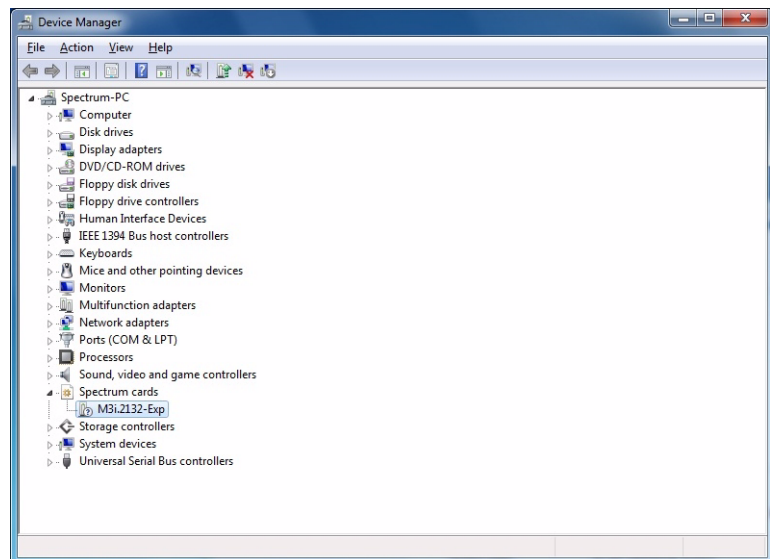 Device Manager
File Action View Help
Spectrum-PC
Computer
Disk drives
Display adapters
DVD/CD-ROM drives
Floppy disk drives
Floppy drive controllers
Human Interface Devices
IEEE 1394 Bus host controllers
Keyboards
Mice and other pointing devices
Monitors
Multifunction adapters
Network adapters
Ports (COM & LPT)
Processors
Sound, video and game controllers
Spectrum cards
M3i.2132-Exp
Storage controllers
System devices
Universal Serial Bus controllers